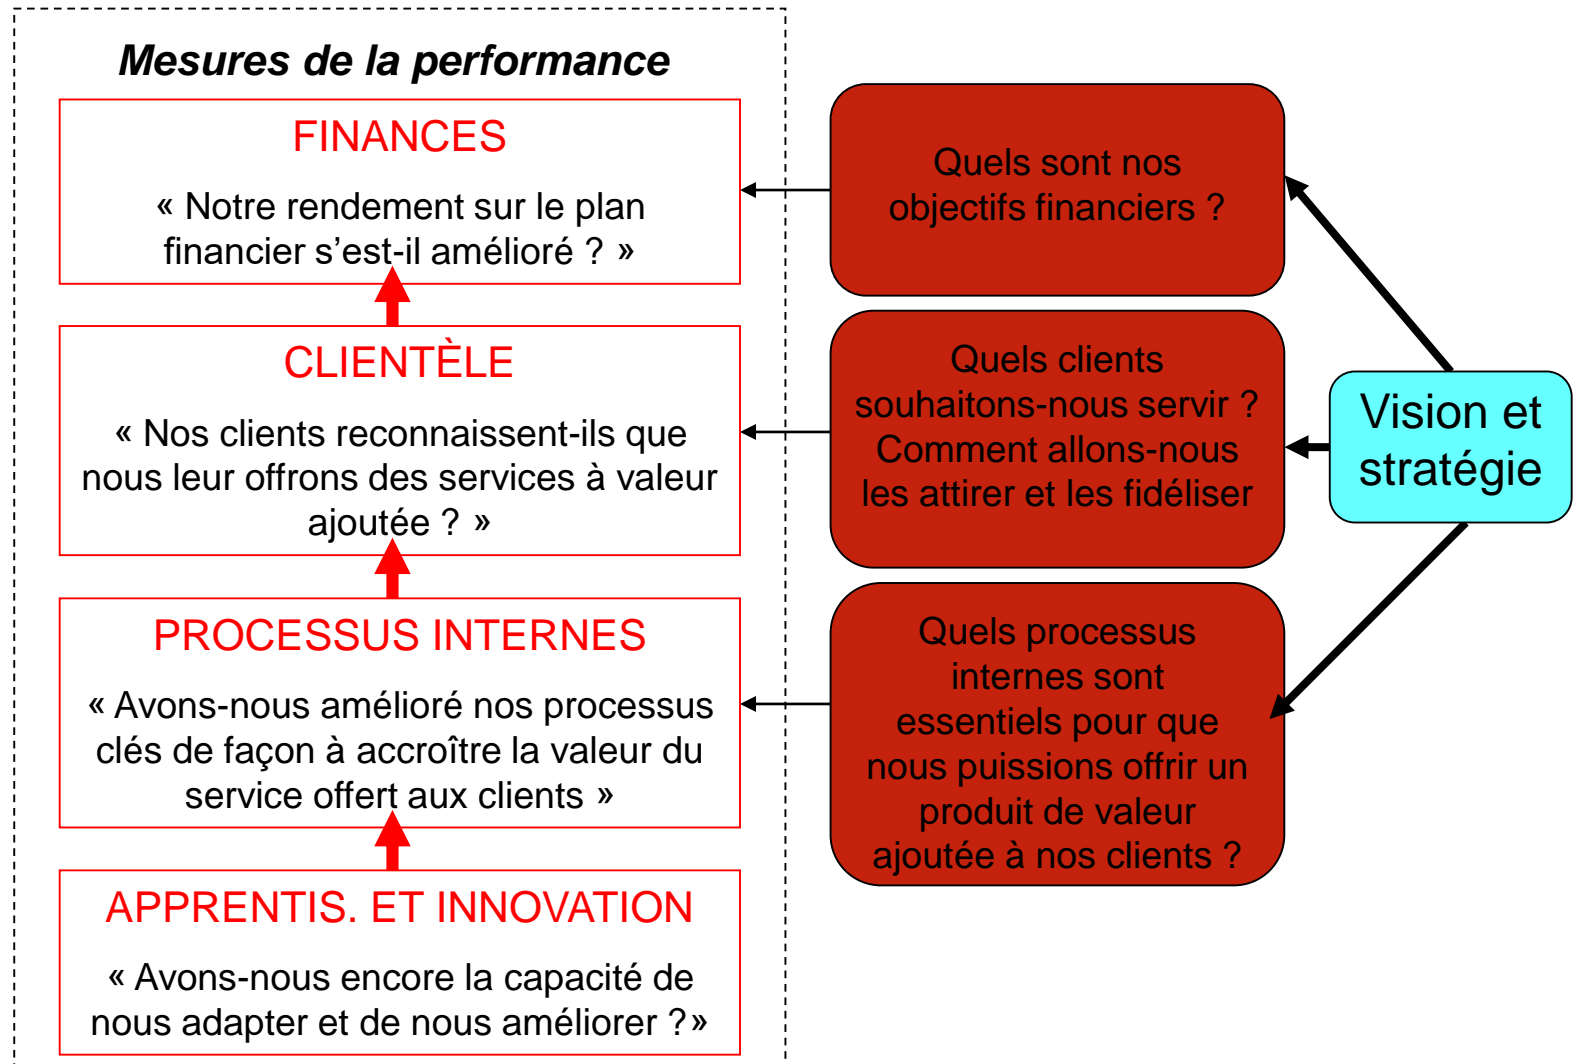 Mesures de la performance
FINANCES
« Notre rendement sur le plan
financier s’est-il amélioré ? »
CLIENTÈLE
« Nos clients reconnaissent-ils que
nous leur offrons des services à valeur
ajoutée ? »
PROCESSUS INTERNES
« Avons-nous amélioré nos processus
clés de façon à accroître la valeur du
service offert aux clients »
APPRENTIS. ET INNOVATION
« Avons-nous encore la capacité de
nous adapter et de nous améliorer ?»
Quels sont nos
objectifs financiers ?
Quels clients
souhaitons-nous servir ?
Comment allons-nous
les attirer et les fidéliser
Quels processus
internes sont
essentiels pour que
nous puissions offrir un
produit de valeur
ajoutée à nos clients ?
Vision et
stratégie